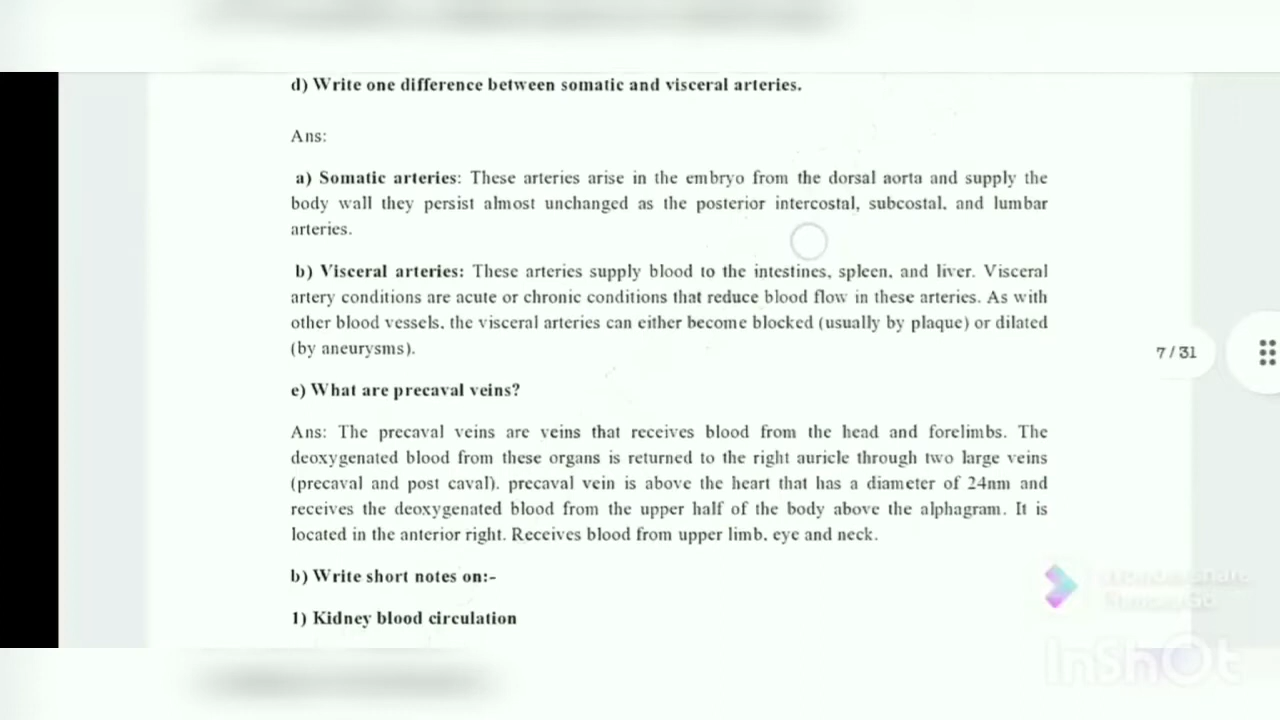 d) Write one difference between somatic and visceral arteries.
Ans:
a) Somatic arteries: These arteries arise in the embryo from the dorsal aorta and supply the
body wall they persist almost unchanged as the posterior intercostal, subcostal, and lumbar
arteries.
b) Visceral arteries: These arteries supply blood to the intestines, spleen, and liver. Visceral
artery conditions are acute or chronic conditions that reduce blood flow in these arteries. As with
other blood vessels, the visceral arteries can either become blocked (usually by plaque) or dilated
(by aneurysms).
7 / 31
e) What are precaval veins?
Ans: The precaval veins are veins that receives blood from the head and forelimbs. The
deoxygenated blood from these organs is returned to the right auricle through two large veins
(precaval and post caval). precaval vein is above the heart that has a diameter of 24nm and
receives the deoxygenated blood from the upper half of the body above the alphagram. It is
located in the anterior right. Receives blood from upper limb, eye and neck.
b) Write short notes on:-
1) Kidney blood circulation
InShOt